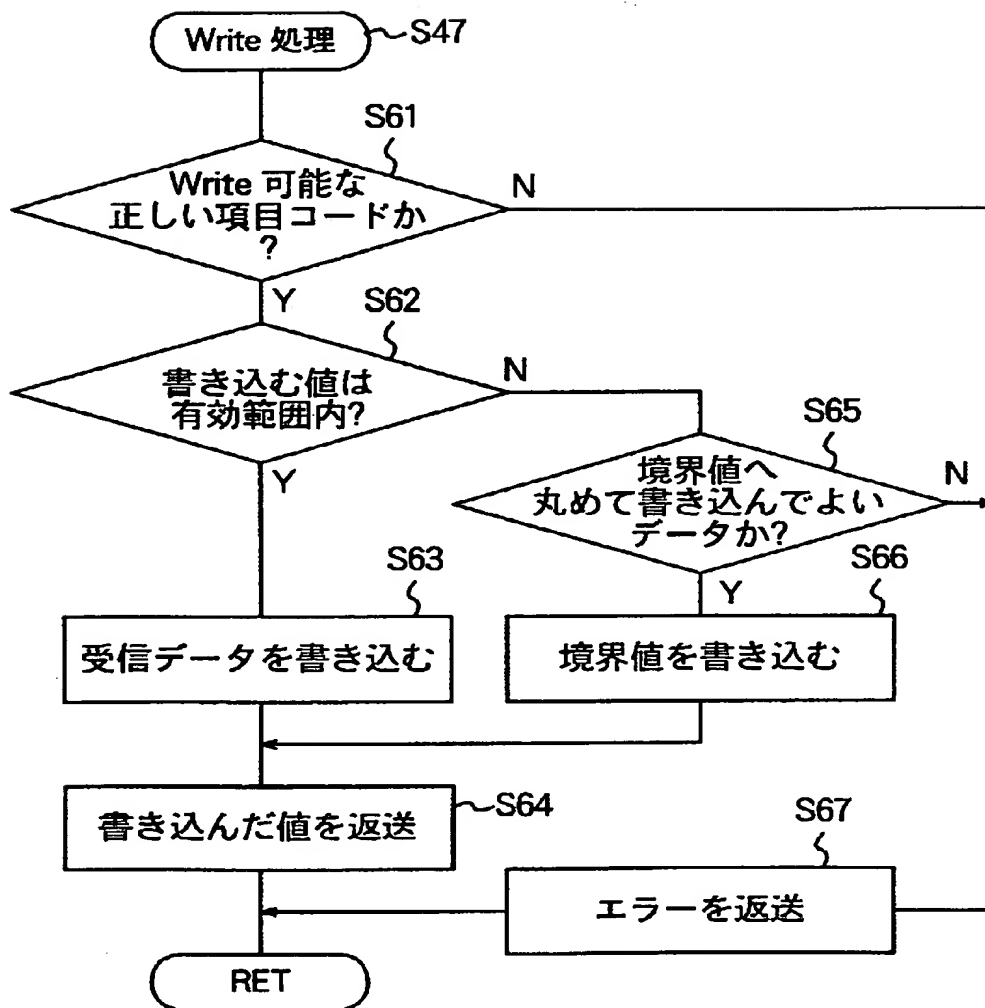 Write 処理
S47
S61
Write 可能な
正しい項目コードか
?
N
Y
S62
書き込む値は
有効範囲内?
N
Y
S65
境界値へ
丸めて書き込んでよい
データか?
N
Y
S63
受信データを書き込む
S66
境界値を書き込む
書き込んだ値を返送
S64
S67
エラーを返送
RET